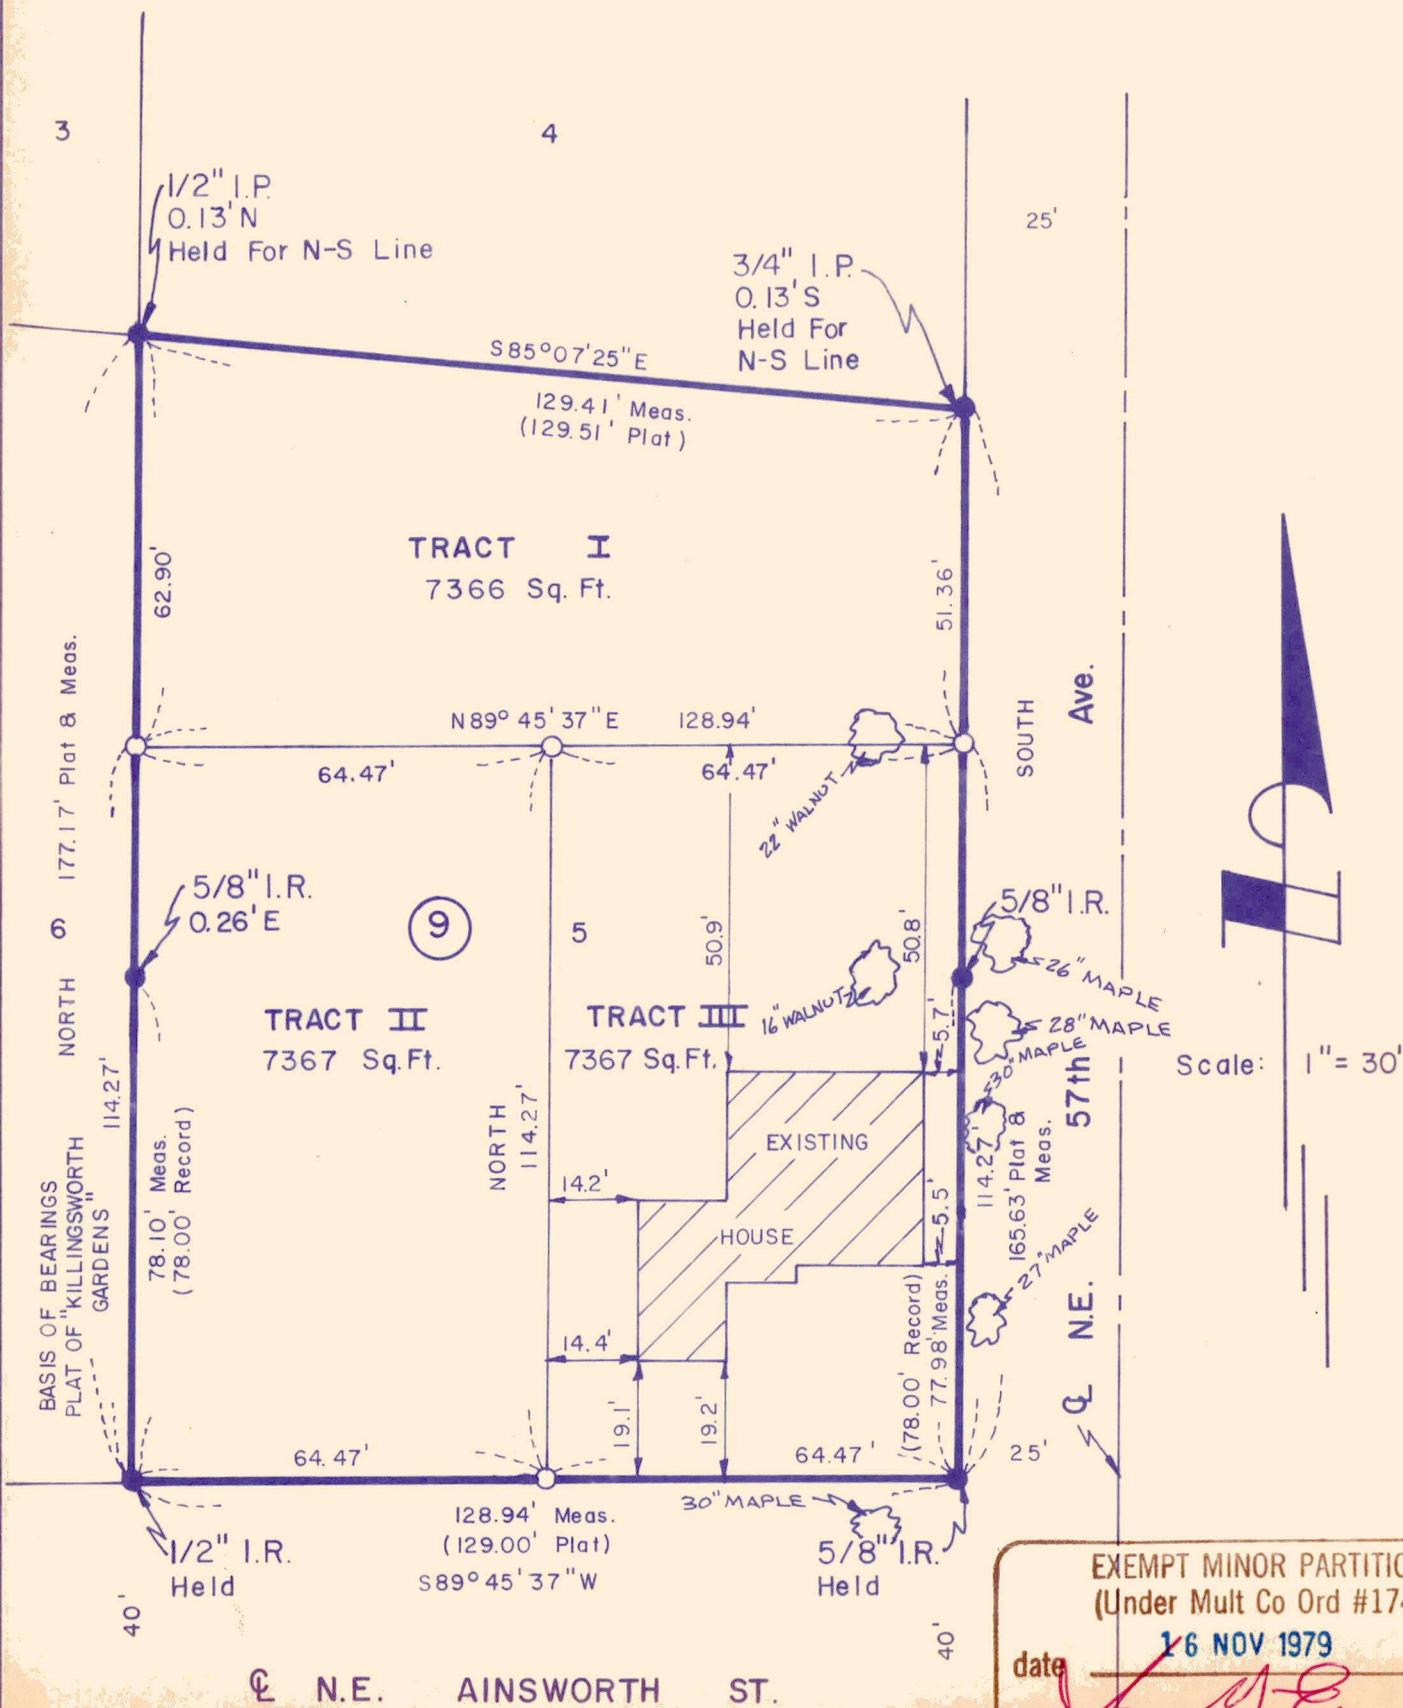 3
4
1/2" I.P.
0.13' N
Held For N-S Line
25'
3/4" I.P.
0.13' S
Held For
N-S Line
S85°07'25"E
129.41' Meas.
(129.51' Plat)
TRACT I
7366 Sq. Ft.
62.90'
51.36'
177.17' Plat & Meas.
NORTH
6
N89°45'37"E 128.94'
64.47'
64.47'
22" WALNUT
SOUTH
N.E. 57th Ave.
5/8" I.R.
0.26' E
9
5
50.9'
50.8'
5/8" I.R.
26" MAPLE
28" MAPLE
30" MAPLE
16" WALNUT
TRACT II
7367 Sq. Ft.
TRACT III
7367 Sq. Ft.
5.7'
Scale: 1" = 30'
114.27'
78.10' Meas.
(78.00' Record)
NORTH
114.27'
EXISTING
HOUSE
14.2'
5.5'
114.27'
165.63' Plat &
Meas.
27" MAPLE
BASIS OF BEARINGS
PLAT OF "KILLINGSWORTH
GARDENS"
14.4'
19.1'
19.2'
(78.00' Record)
77.98' Meas.
℄
64.47'
64.47'
25'
30" MAPLE
128.94' Meas.
(129.00' Plat)
S89°45'37"W
1/2" I.R.
Held
5/8" I.R.
Held
40'
40'
℄ N.E. AINSWORTH ST.
EXEMPT MINOR PARTITIO
(Under Mult Co Ord #174
16 NOV 1979
date